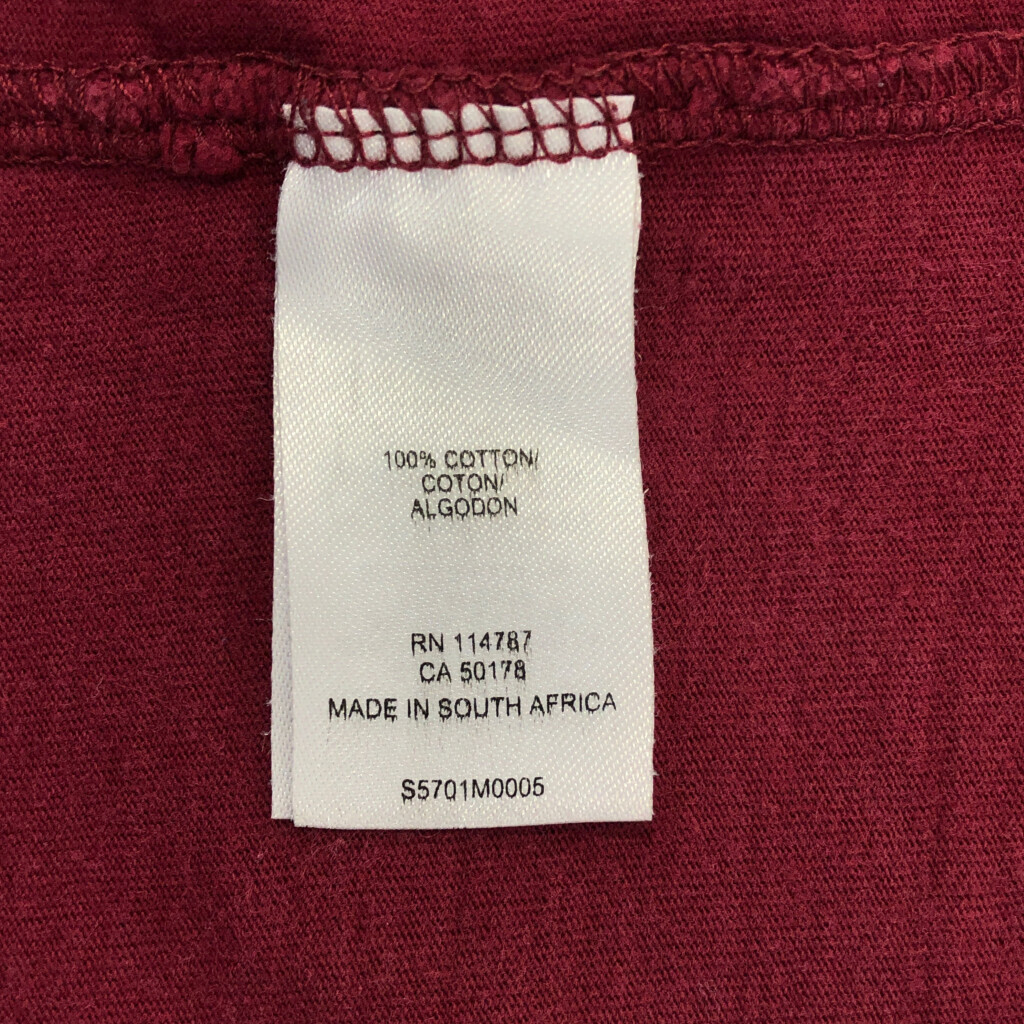 100% COTTON/
COTON/
ALGODON
RN 114787
CA 50178
MADE IN SOUTH AFRICA
S5701M0005